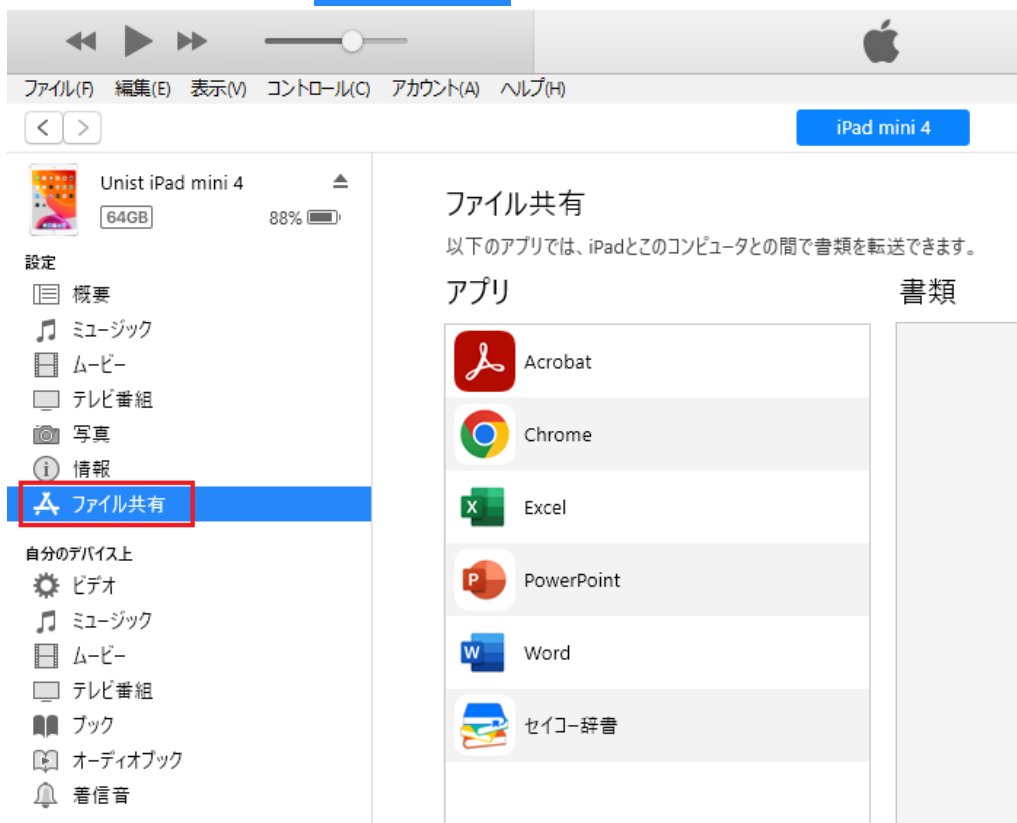 ファイル(F) 編集(E) 表示(V) コントロール(C) アカウント(A) ヘルプ(H)
iPad mini 4
Unist iPad mini 4
64GB 88%
設定
概要
ミュージック
ムービー
テレビ番組
写真
情報
ファイル共有
自分のデバイス上
ビデオ
ミュージック
ムービー
テレビ番組
ブック
オーディオブック
着信音
ファイル共有
以下のアプリでは、iPadとこのコンピュータとの間で書類を転送できます。
アプリ
Acrobat
Chrome
Excel
PowerPoint
Word
セイコー辞書
書類